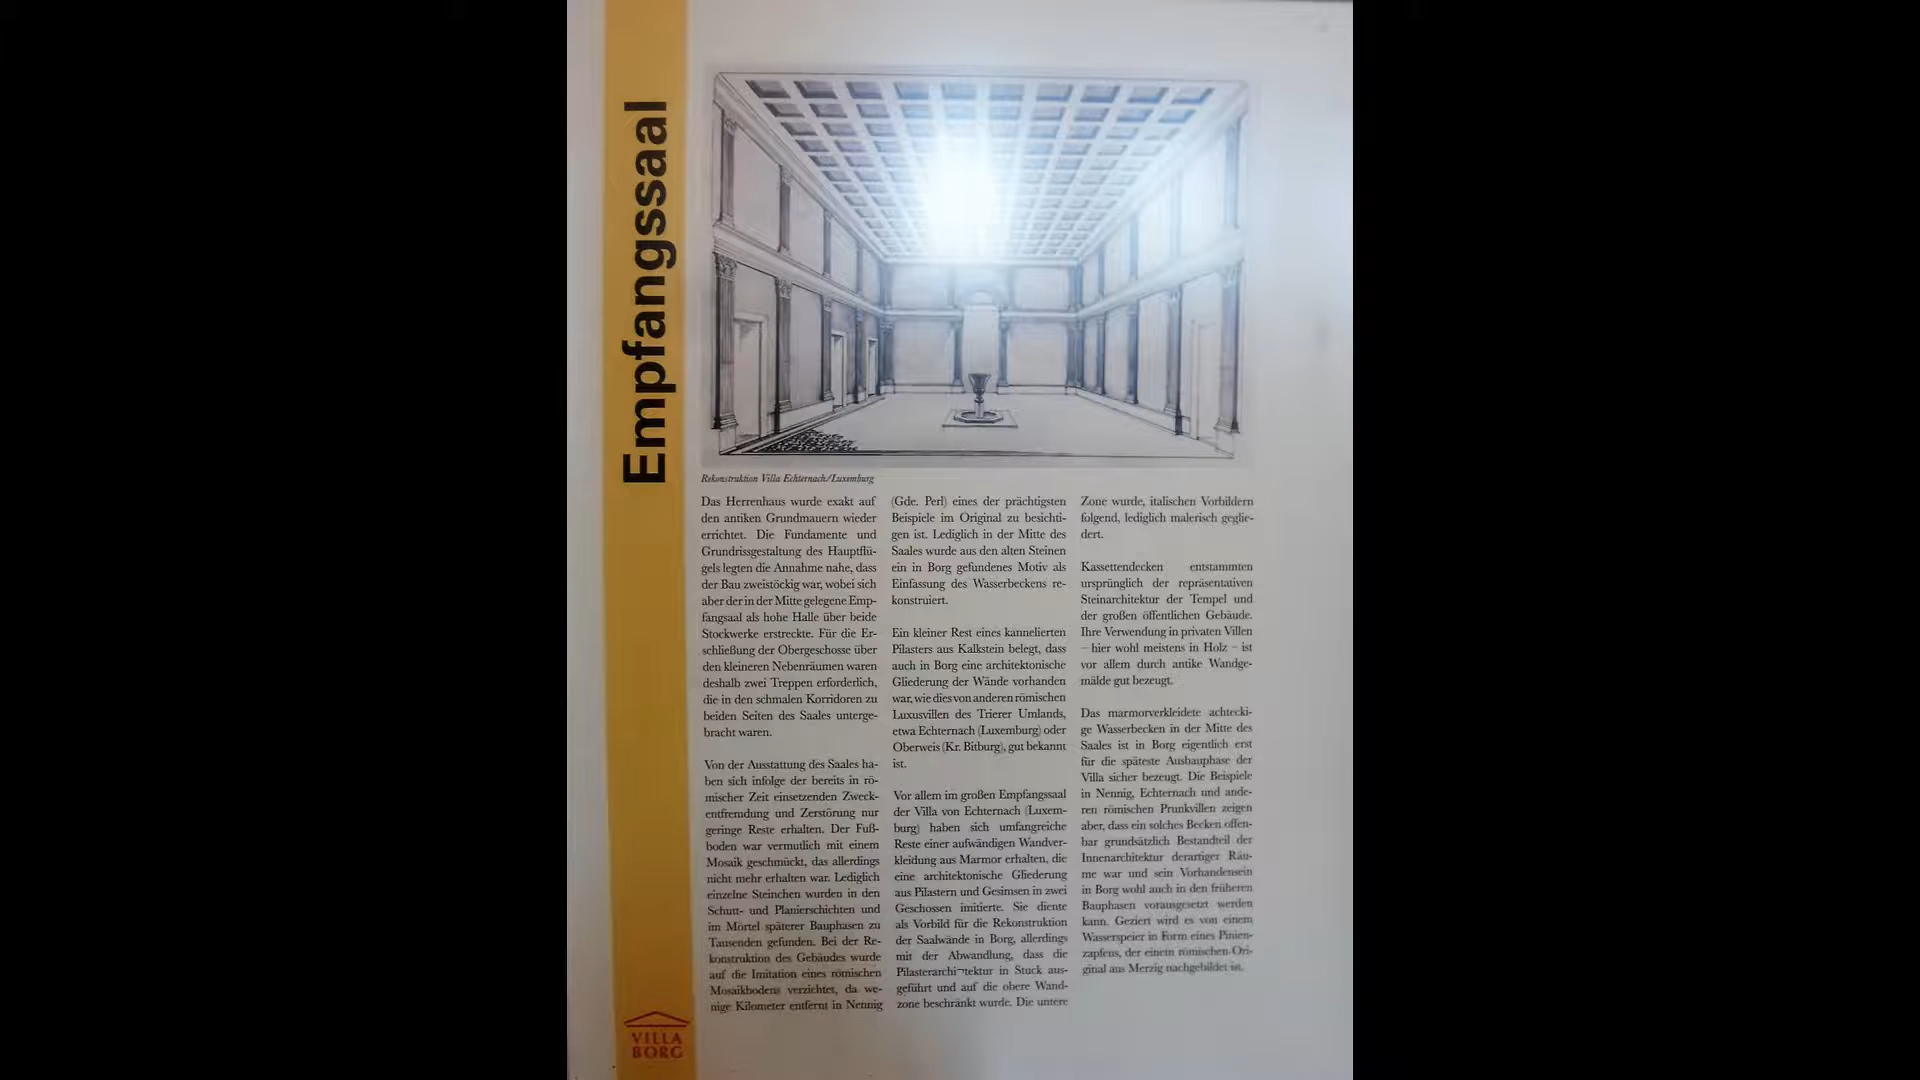 Empfangssaal
Rekonstruktion Villa Echternach/Luxemburg
Das Herrenhaus wurde exakt auf
den antiken Grundmauern wieder
errichtet. Die Fundamente und
Grundrissgestaltung des Hauptflü-
gels legten die Annahme nahe, dass
der Bau zweistöckig war, wobei sich
aber der in der Mitte gelegene Emp-
fangsaal als hohe Halle über beide
Stockwerke erstreckte. Für die Er-
schließung der Obergeschosse über
den kleineren Nebenräumen waren
deshalb zwei Treppen erforderlich,
die in den schmalen Korridoren zu
beiden Seiten des Saales unterge-
bracht waren.
Von der Ausstattung des Saales ha-
ben sich infolge der bereits in rö-
mischer Zeit einsetzenden Zweck-
entfremdung und Zerstörung nur
geringe Reste erhalten. Der Fuß-
boden war vermutlich mit einem
Mosaik geschmückt, das allerdings
nicht mehr erhalten war. Lediglich
einzelne Steinchen wurden in den
Schutt- und Planierschichten und
im Mörtel späterer Bauphasen zu
Tausenden gefunden. Bei der Re-
konstruktion des Gebäudes wurde
auf die Imitation eines römischen
Mosaikbodens verzichtet, da we-
nige Kilometer entfernt in Nennig
(Gde. Perl) eines der prächtigsten
Beispiele im Original zu besichti-
gen ist. Lediglich in der Mitte des
Saales wurde aus den alten Steinen
ein in Borg gefundenes Motiv als
Einfassung des Wasserbeckens re-
konstruiert.
Ein kleiner Rest eines kannelierten
Pilasters aus Kalkstein belegt, dass
auch in Borg eine architektonische
Gliederung der Wände vorhanden
war, wie dies von anderen römischen
Luxusvillen des Trierer Umlands,
etwa Echternach (Luxemburg) oder
Oberweis (Kr. Bitburg), gut bekannt
ist.
Vor allem im großen Empfangssaal
der Villa von Echternach (Luxem-
burg) haben sich umfangreiche
Reste einer aufwändigen Wandver-
kleidung aus Marmor erhalten, die
eine architektonische Gliederung
aus Pilastern und Gesimsen in zwei
Geschossen imitierte. Sie diente
als Vorbild für die Rekonstruktion
der Saalwände in Borg, allerdings
mit der Abwandlung, dass die
Pilasterarchi¬tektur in Stuck aus-
geführt und auf die obere Wand-
zone beschränkt wurde. Die untere
Zone wurde, italischen Vorbildern
folgend, lediglich malerisch geglie-
dert.
Kassettendecken entstammten
ursprünglich der repräsentativen
Steinarchitektur der Tempel und
der großen öffentlichen Gebäude.
Ihre Verwendung in privaten Villen
– hier wohl meistens in Holz – ist
vor allem durch antike Wandge-
mälde gut bezeugt.
Das marmorverkleidete achtecki-
ge Wasserbecken in der Mitte des
Saales ist in Borg eigentlich erst
für die späteste Ausbauphase der
Villa sicher bezeugt. Die Beispiele
in Nennig, Echternach und ande-
ren römischen Prunkvillen zeigen
aber, dass ein solches Becken offen-
bar grundsätzlich Bestandteil der
Innenarchitektur derartiger Räu-
me war und sein Vorhandensein
in Borg wohl auch in den früheren
Bauphasen vorausgesetzt werden
kann. Geziert wird es von einem
Wasserspeier in Form eines Pinien-
zapfens, der einem römischen Ori-
ginal aus Merzig nachgebildet ist.
VILLA
BORG